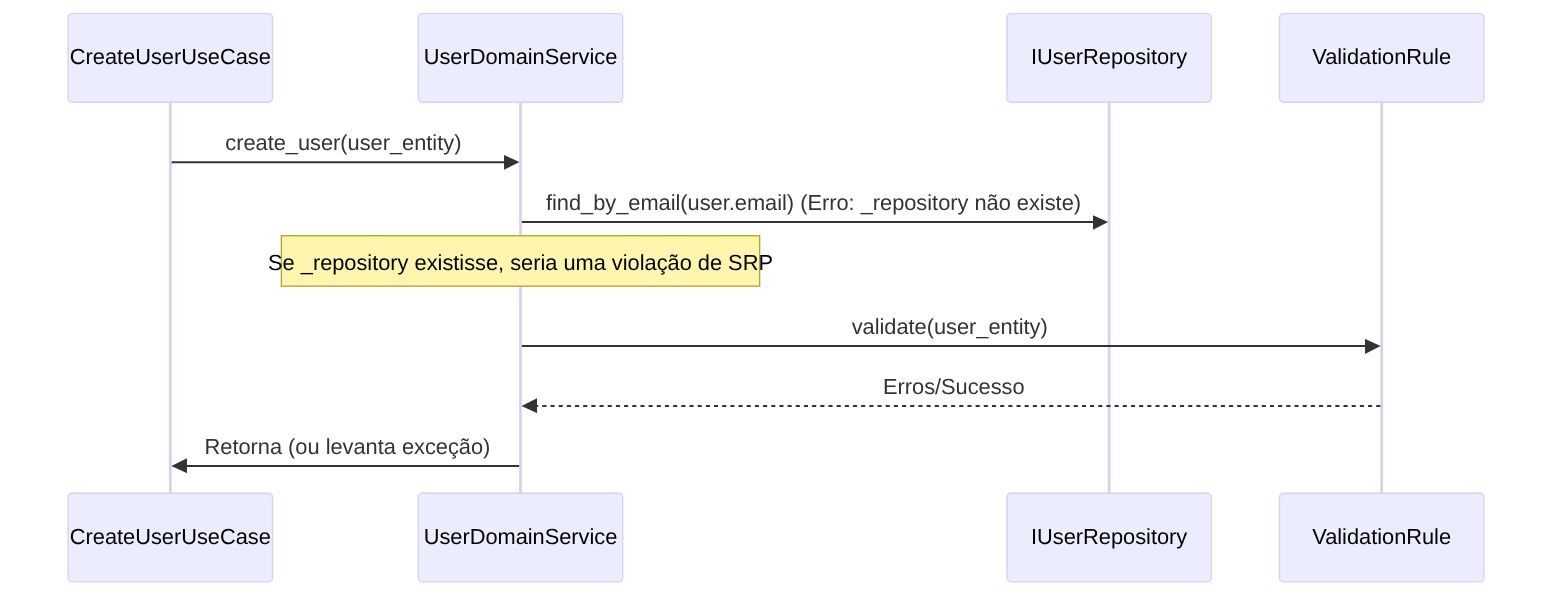 CreateUserUseCase
UserDomainService
IUserRepository
ValidationRule
create_user(user_entity)
find_by_email(user.email) (Erro: _repository não existe)
Se _repository existisse, seria uma violação de SRP
validate(user_entity)
Erros/Sucesso
Retorna (ou levanta exceção)
CreateUserUseCase
UserDomainService
IUserRepository
ValidationRule